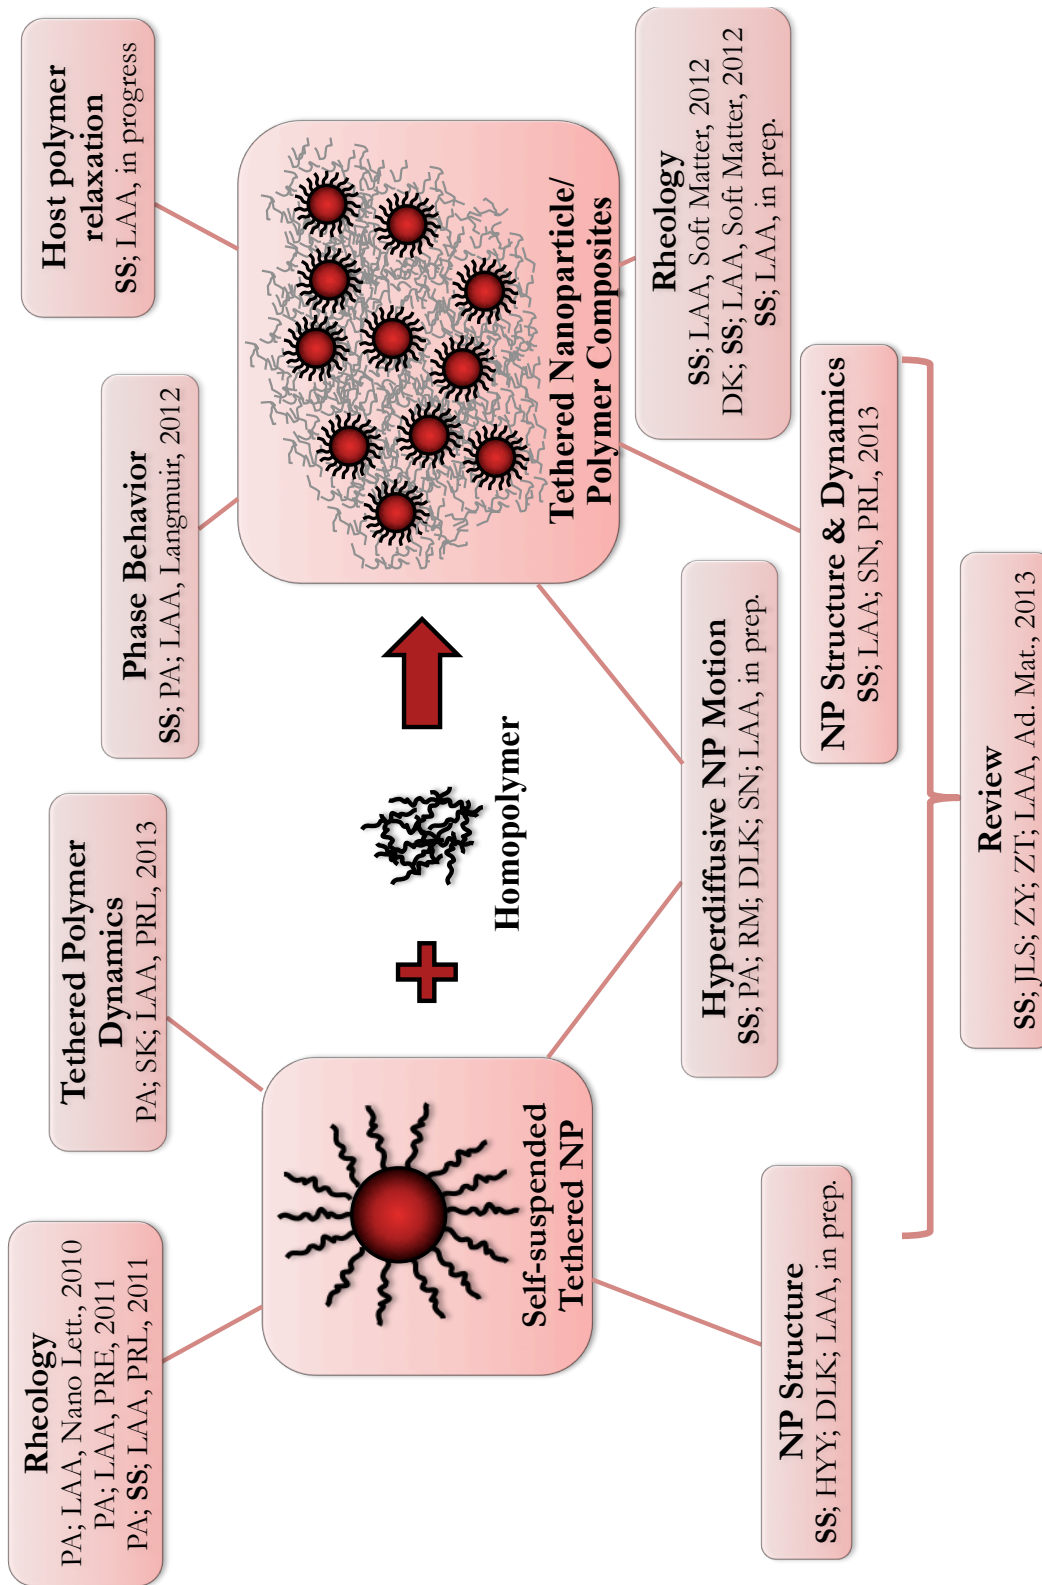 Rheology
PA; LAA, Nano Lett., 2010
PA; LAA, PRE, 2011
PA; SS; LAA, PRL, 2011
Tethered Polymer
Dynamics
PA; SK; LAA, PRL, 2013
Phase Behavior
SS; PA; LAA, Langmuir, 2012
Host polymer
relaxation
SS; LAA, in progress
Self-suspended
Tethered NP
Homopolymer
Tethered Nanoparticle/
Polymer Composites
NP Structure
SS; HYY; DLK; LAA, in prep.
Hyperdiffusive NP Motion
SS; PA; RM; DLK; SN; LAA, in prep.
NP Structure & Dynamics
SS; LAA; SN, PRL, 2013
Rheology
SS; LAA, Soft Matter, 2012
DK; SS; LAA, Soft Matter, 2012
SS; LAA, in prep.
Review
SS; JLS; ZY; ZT; LAA, Ad. Mat., 2013